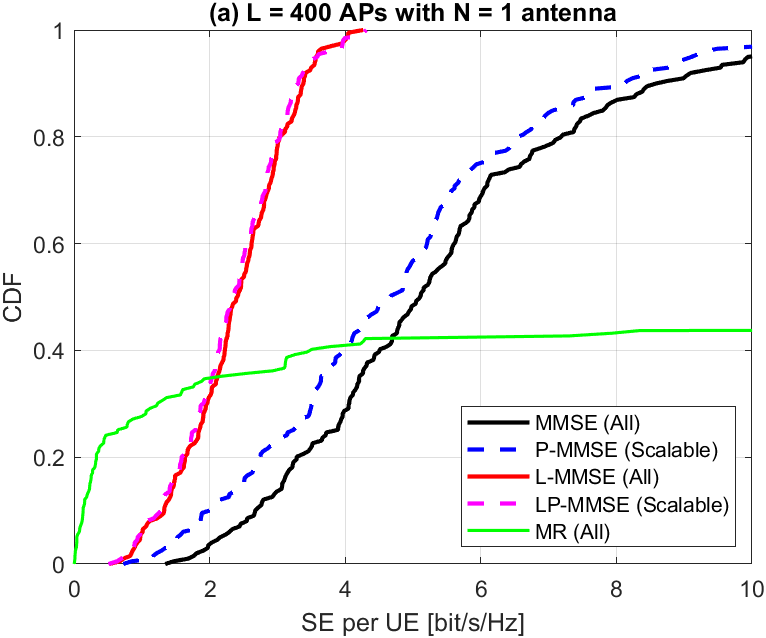 (a) L = 400 APs with N = 1 antenna
1
0.8
0.6
0.4
0.2
0
CDF
0 2 4 6 8 10
SE per UE [bit/s/Hz]
MMSE (All)
P-MMSE (Scalable)
L-MMSE (All)
LP-MMSE (Scalable)
MR (All)